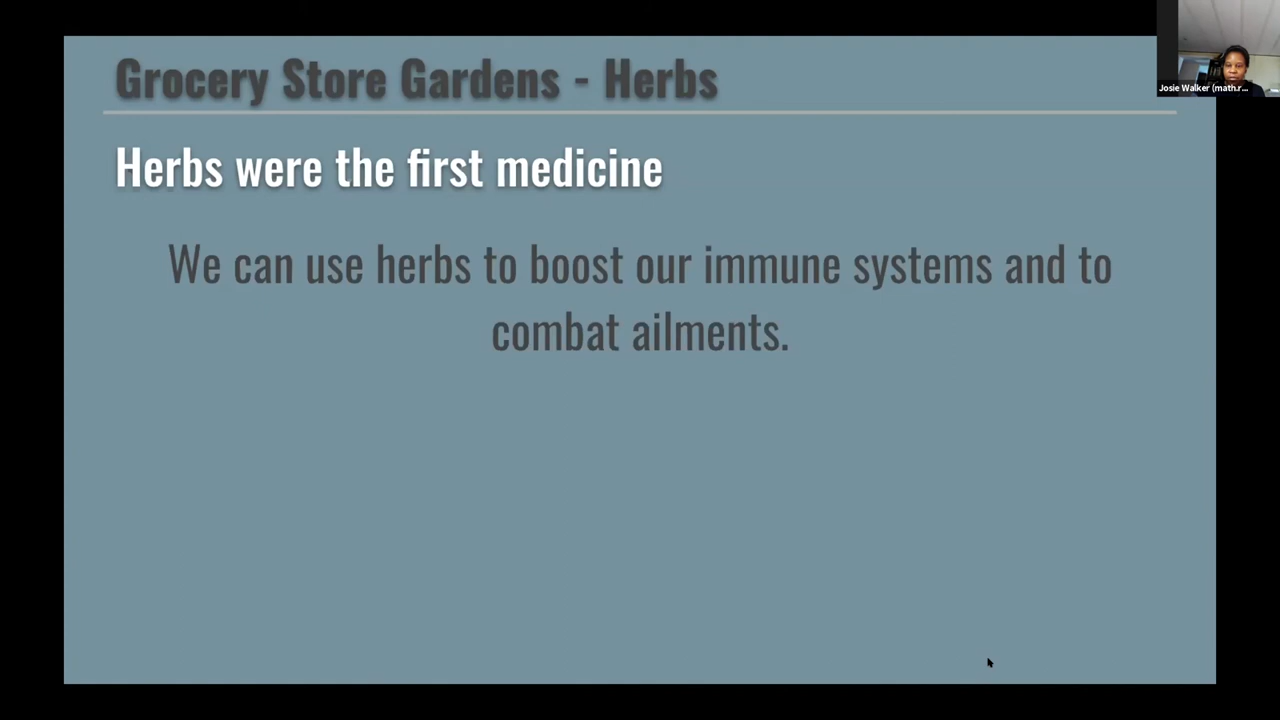 Grocery Store Gardens - Herbs
Josie Walker (math.r...
Herbs were the first medicine
We can use herbs to boost our immune systems and to
combat ailments.